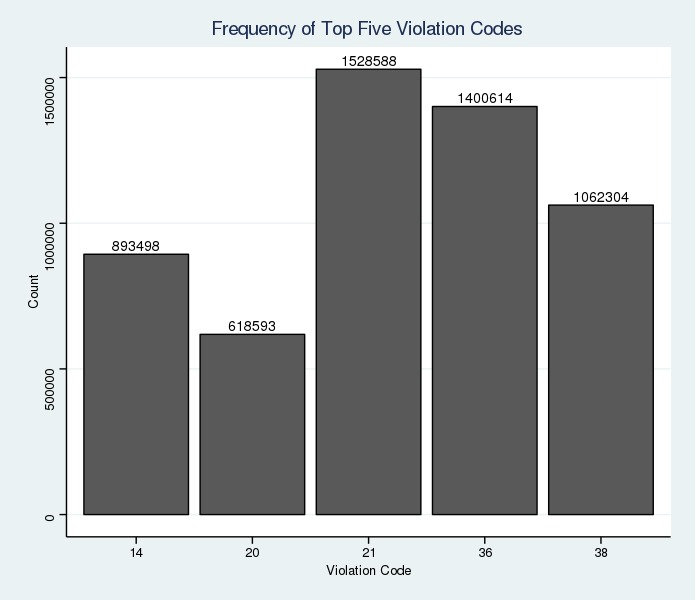 Frequency of Top Five Violation Codes
1528588
1400614
1062304
893498
618593
1500000
1000000
500000
0
Count
14 20 21 36 38
Violation Code